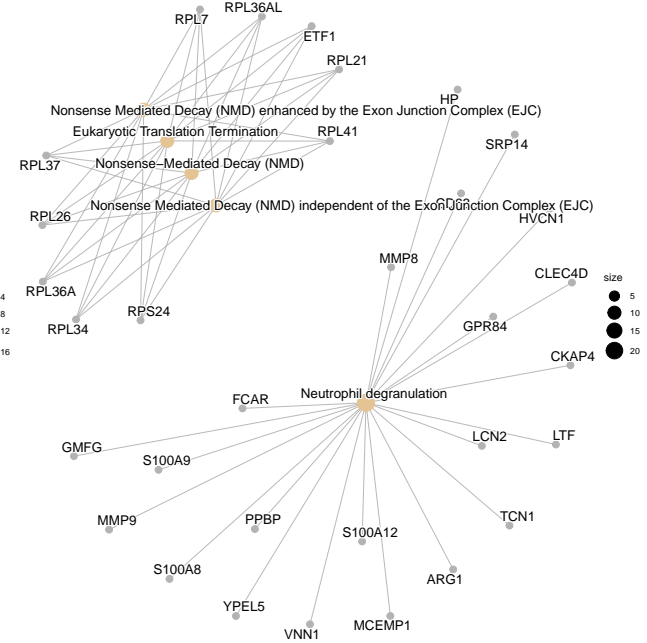 RPL7
RPL36AL
ETF1
RPL21
HP
Nonsense Mediated Decay (NMD) enhanced by the Exon Junction Complex (EJC)
Eukaryotic Translation Termination
RPL41
SRP14
RPL37
Nonsense−Mediated Decay (NMD)
Nonsense Mediated Decay (NMD) independent of the Exon Junction Complex (EJC)
RPL26
HVCN1
MMP8
CLEC4D
size
RPL36A
4
5
8
RPS24
10
RPL34
GPR84
12
15
16
20
CKAP4
Neutrophil degranulation
FCAR
LCN2
LTF
GMFG
S100A9
MMP9
PPBP
TCN1
S100A12
S100A8
ARG1
YPEL5
VNN1
MCEMP1